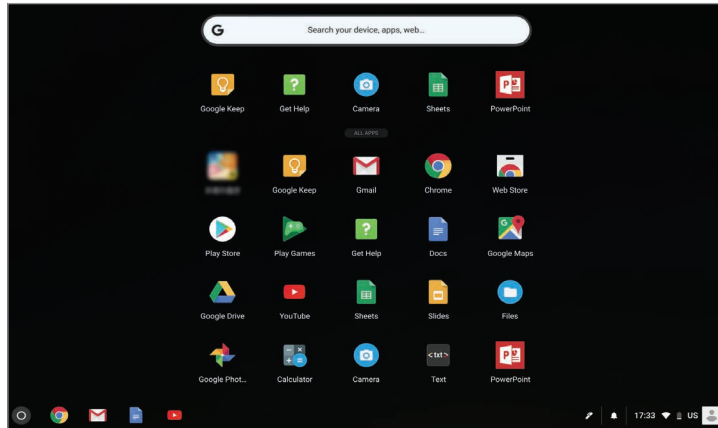 Search your device, apps, web...
Google Keep Get Help Camera Sheets PowerPoint
ALL APPS
Google Keep Gmail Chrome Web Store
Play Store Play Games Get Help Docs Google Maps
Google Drive YouTube Sheets Slides Files
Google Phot... Calculator Camera <txt> Text PowerPoint
17:33 US